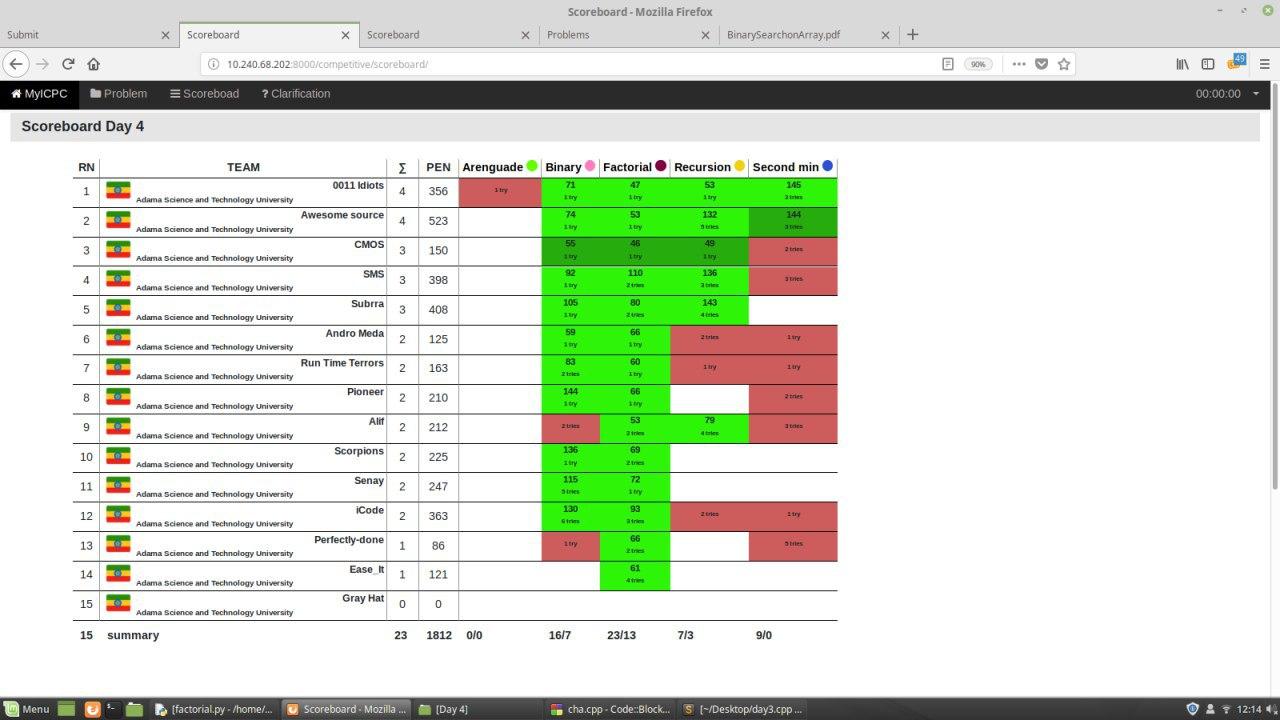 Scoreboard - Mozilla Firefox
Submit Scoreboard Scoreboard Problems BinarySearchonArray.pdf
10.240.68.202:8000/competitive/scoreboard/ 90% 49
MyICPC Problem Scoreboad ? Clarification 00:00:00
Scoreboard Day 4
RN TEAM Σ PEN Arenguade Binary Factorial Recursion Second min
1 0011 Idiots 4 356 1 try 71 47 53 145
Adama Science and Technology University 1 try 1 try 1 try 3 tries
2 Awesome source 4 523 74 53 132 144
Adama Science and Technology University 1 try 1 try 5 tries 3 tries
3 CMOS 3 150 55 46 49 2 tries
Adama Science and Technology University 1 try 1 try 1 try
4 SMS 3 398 92 110 136 3 tries
Adama Science and Technology University 1 try 2 tries 3 tries
5 Subrra 3 408 105 80 143
Adama Science and Technology University 1 try 2 tries 4 tries
6 Andro Meda 2 125 59 66 2 tries 1 try
Adama Science and Technology University 1 try 1 try
7 Run Time Terrors 2 163 83 60 1 try 1 try
Adama Science and Technology University 2 tries 1 try
8 Pioneer 2 210 144 66 2 tries
Adama Science and Technology University 1 try 1 try
9 Alif 2 212 2 tries 53 79 3 tries
Adama Science and Technology University 2 tries 4 tries
10 Scorpions 2 225 136 69
Adama Science and Technology University 1 try 2 tries
11 Senay 2 247 115 72
Adama Science and Technology University 5 tries 1 try
12 iCode 2 363 130 93 2 tries 1 try
Adama Science and Technology University 6 tries 3 tries
13 Perfectly-done 1 86 1 try 66 5 tries
Adama Science and Technology University 2 tries
14 Ease_It 1 121 61
Adama Science and Technology University 4 tries
15 Gray Hat 0 0
Adama Science and Technology University
15 summary 23 1812 0/0 16/7 23/13 7/3 9/0
Menu [factorial.py - /home/... Scoreboard - Mozilla ... [Day 4] cha.cpp - Code::Block... [~/Desktop/day3.cpp ... 12:14